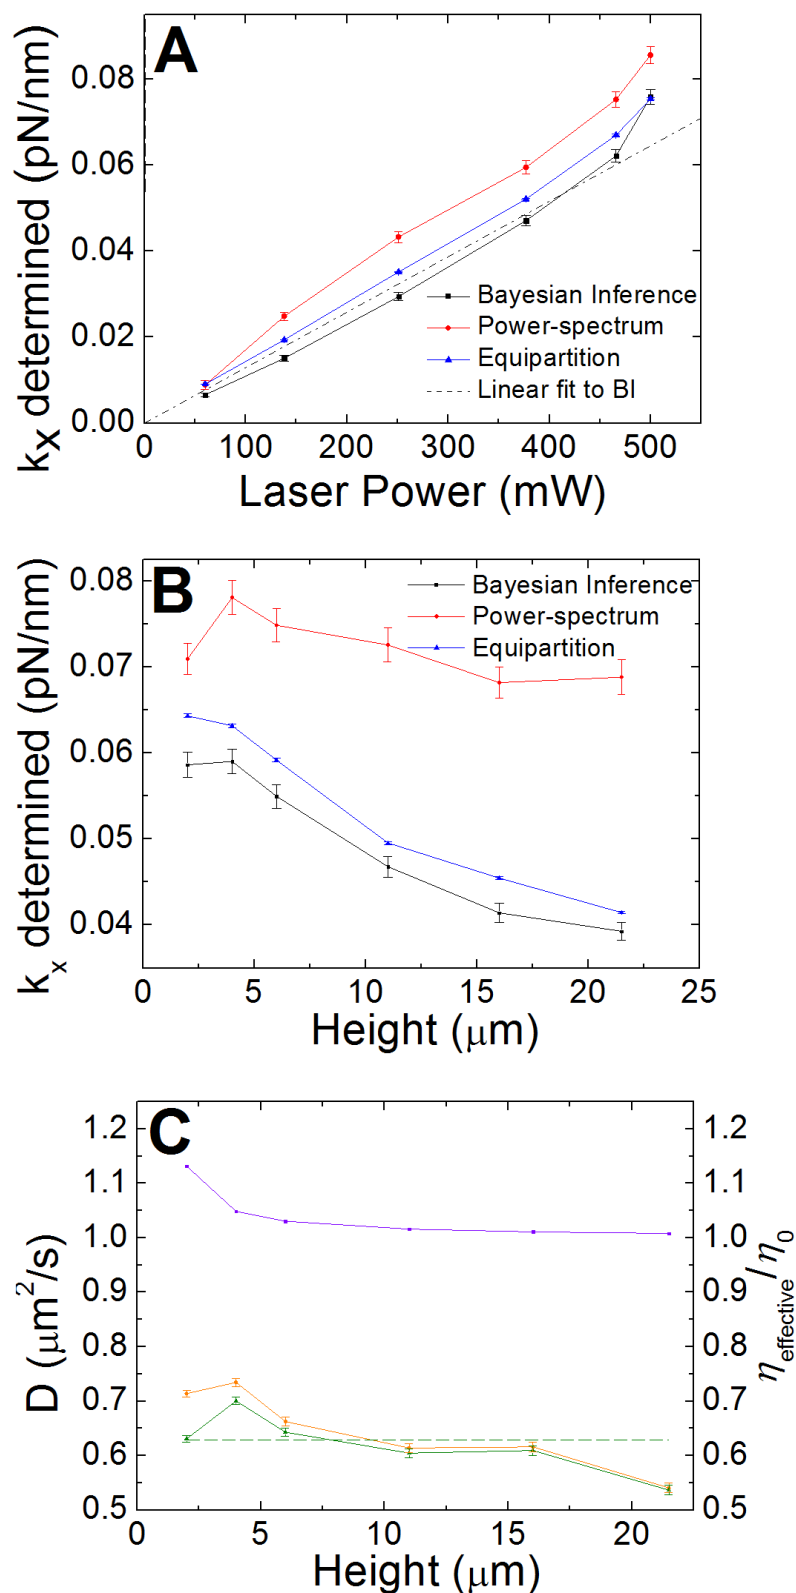 A
k_x determined (pN/nm)
0.08
0.06
0.04
0.02
0.00
Bayesian Inference
Power-spectrum
Equipartition
Linear fit to BI
0 100 200 300 400 500
Laser Power (mW)
B
k_x determined (pN/nm)
0.08
0.07
0.06
0.05
0.04
Bayesian Inference
Power-spectrum
Equipartition
0 5 10 15 20 25
Height (μm)
C
D (μm²/s)
1.2
1.1
1.0
0.9
0.8
0.7
0.6
0.5
1.2
1.1
1.0
0.9
0.8
0.7
0.6
0.5
η_effective/η_0
0 5 10 15 20
Height (μm)